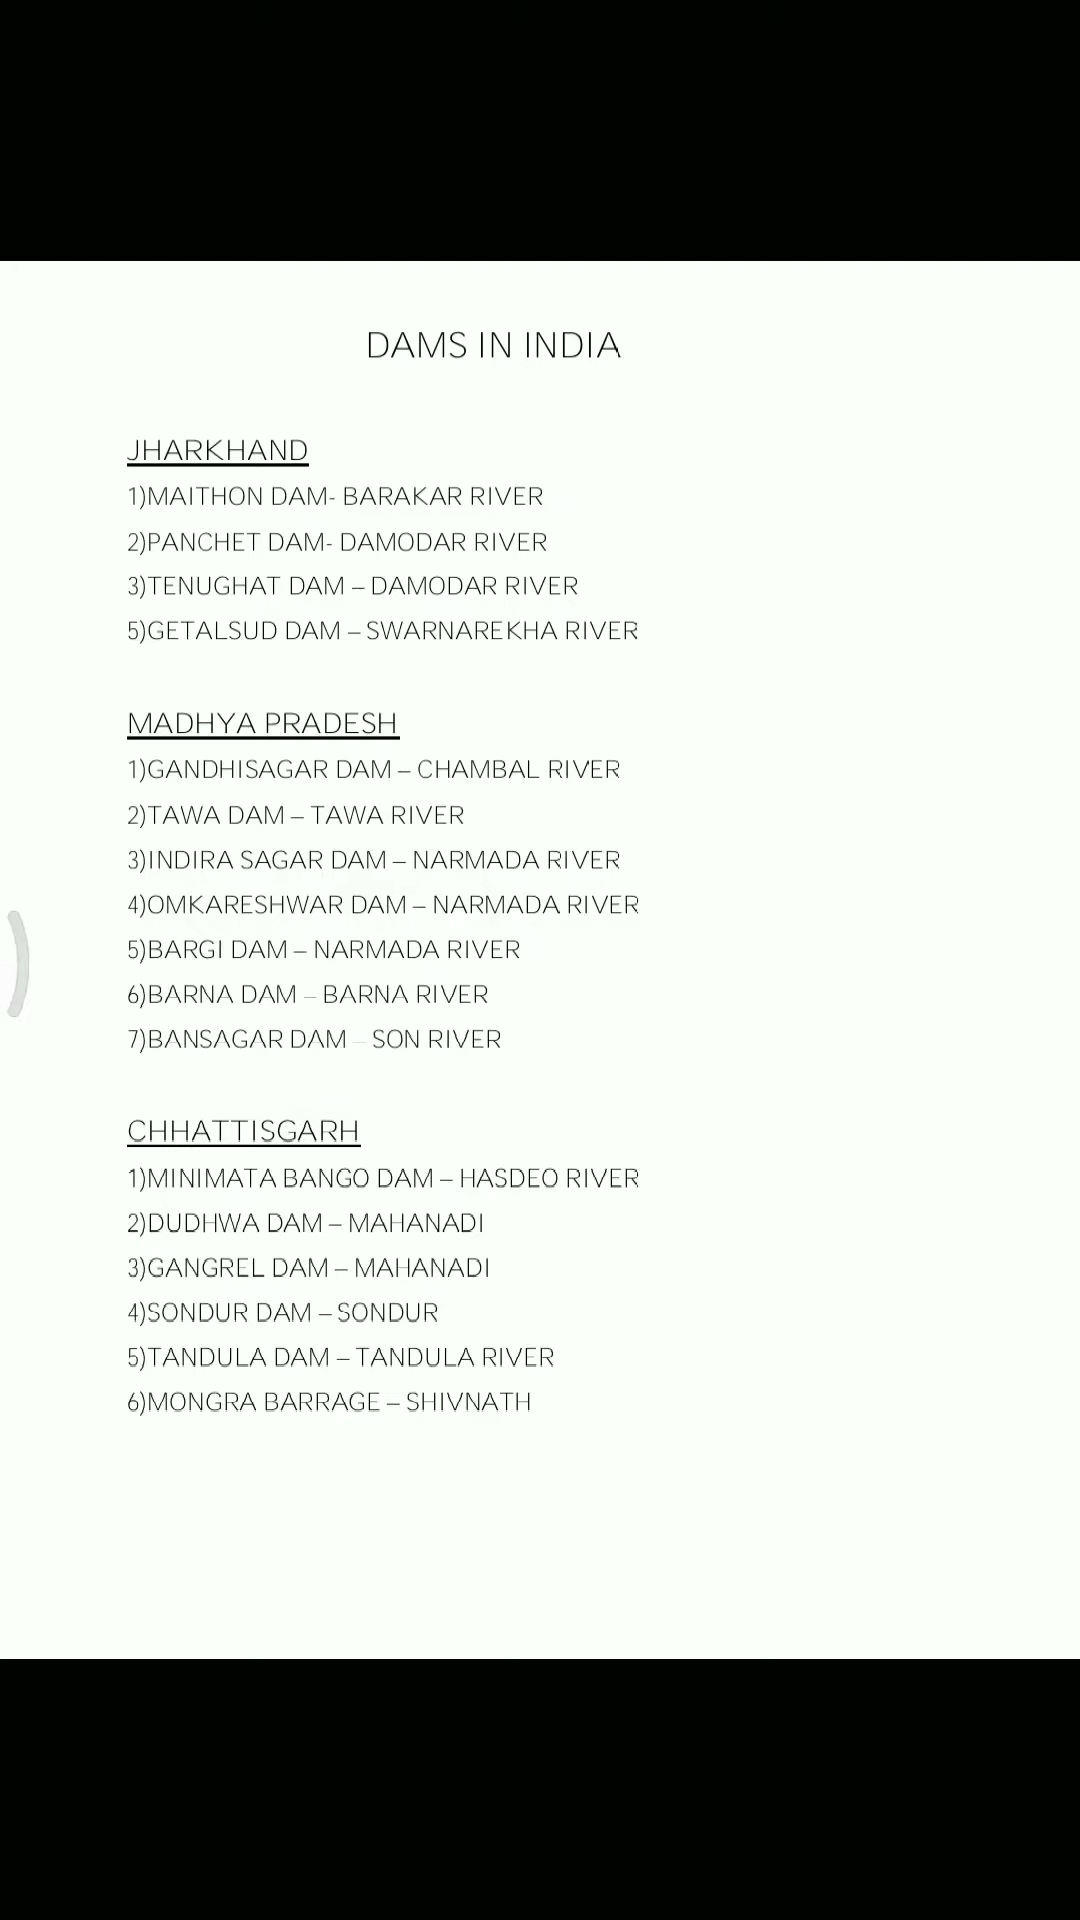 DAMS IN INDIA
JHARKHAND
1)MAITHON DAM- BARAKAR RIVER
2)PANCHET DAM- DAMODAR RIVER
3)TENUGHAT DAM – DAMODAR RIVER
5)GETALSUD DAM – SWARNAREKHA RIVER
MADHYA PRADESH
1)GANDHISAGAR DAM – CHAMBAL RIVER
2)TAWA DAM – TAWA RIVER
3)INDIRA SAGAR DAM – NARMADA RIVER
4)OMKARESHWAR DAM – NARMADA RIVER
5)BARGI DAM – NARMADA RIVER
6)BARNA DAM – BARNA RIVER
7)BANSAGAR DAM – SON RIVER
CHHATTISGARH
1)MINIMATA BANGO DAM – HASDEO RIVER
2)DUDHWA DAM – MAHANADI
3)GANGREL DAM – MAHANADI
4)SONDUR DAM – SONDUR
5)TANDULA DAM – TANDULA RIVER
6)MONGRA BARRAGE – SHIVNATH